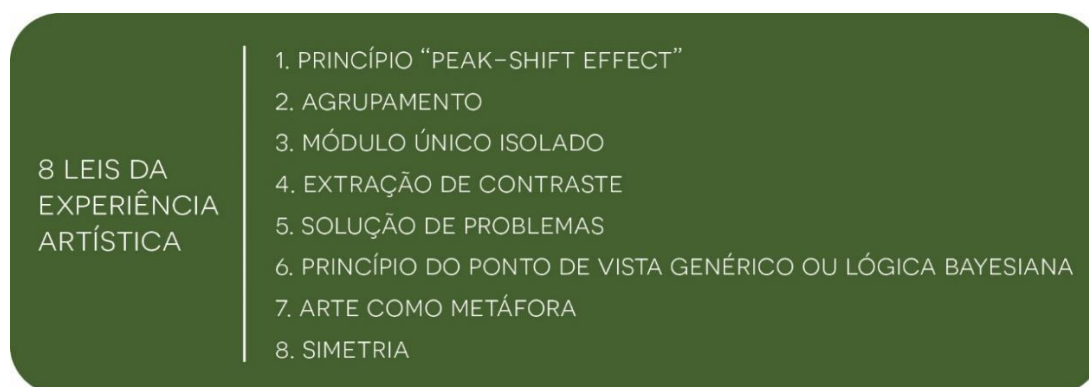 8 LEIS DA
EXPERIÊNCIA
ARTÍSTICA
1. PRINCÍPIO “PEAK-SHIFT EFFECT”
2. AGRUPAMENTO
3. MÓDULO ÚNICO ISOLADO
4. EXTRAÇÃO DE CONTRASTE
5. SOLUÇÃO DE PROBLEMAS
6. PRINCÍPIO DO PONTO DE VISTA GENÉRICO OU LÓGICA BAYESIANA
7. ARTE COMO METÁFORA
8. SIMETRIA